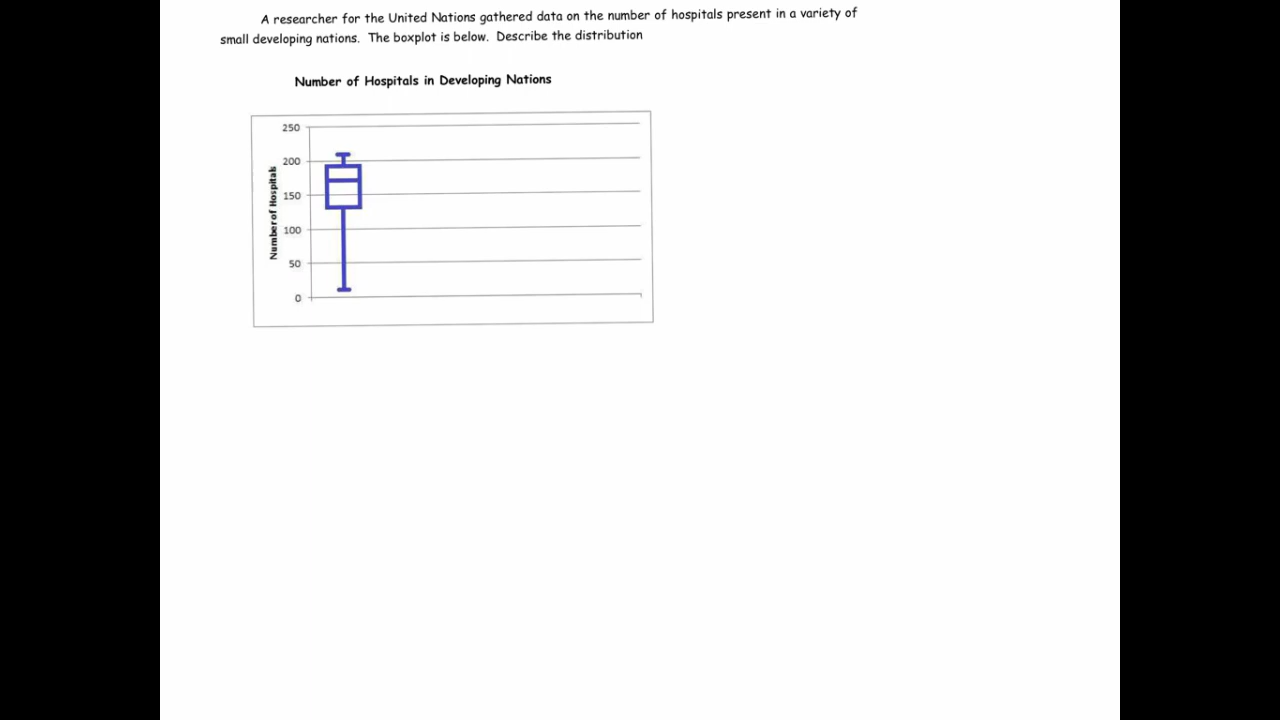 A researcher for the United Nations gathered data on the number of hospitals present in a variety of
small developing nations. The boxplot is below. Describe the distribution
Number of Hospitals in Developing Nations
Number of Hospitals
250
200
150
100
50
0